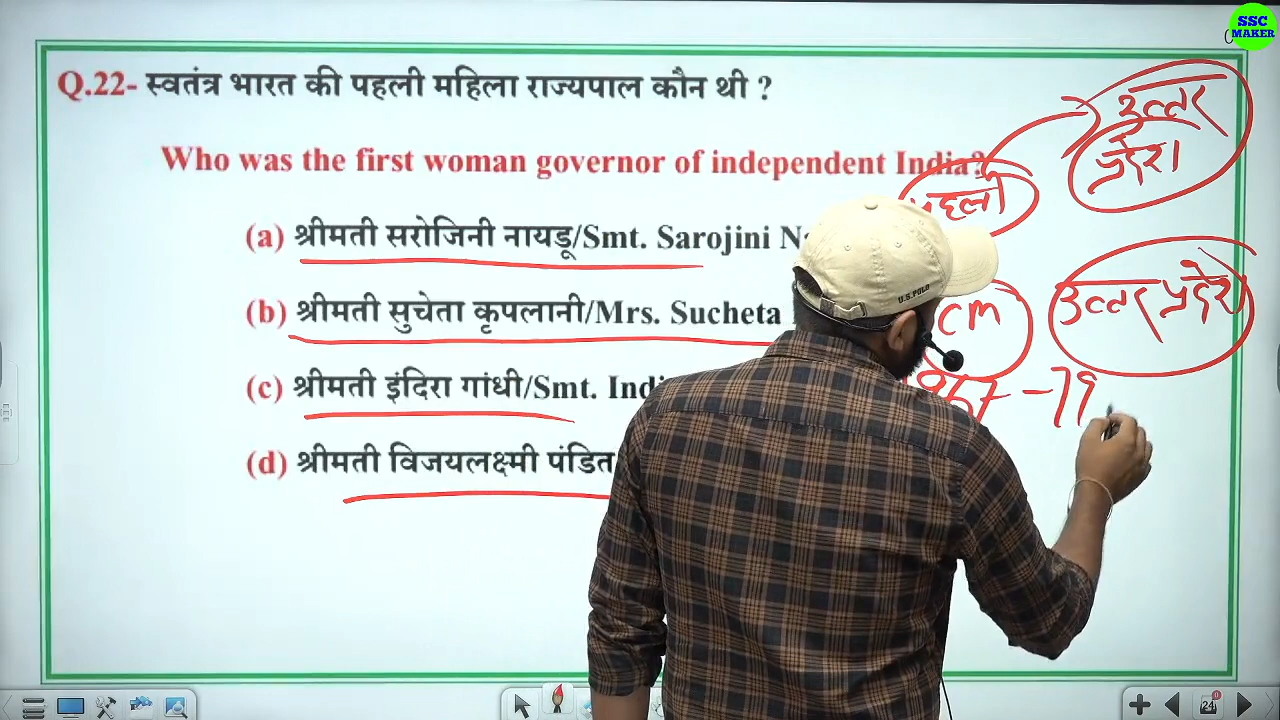 SSC
MAKER
Q.22- स्वतंत्र भारत की पहली महिला राज्यपाल कौन थी ?
उत्तर
प्रदेश
Who was the first woman governor of independent India?
पहली
(a) श्रीमती सरोजिनी नायडू/Smt. Sarojini
(b) श्रीमती सुचेता कृपलानी/Mrs. Sucheta
CM
उत्तर प्रदेश
(c) श्रीमती इंदिरा गांधी/Smt.
(d) श्रीमती विजयलक्ष्मी पंडित
U.S.POLO
24